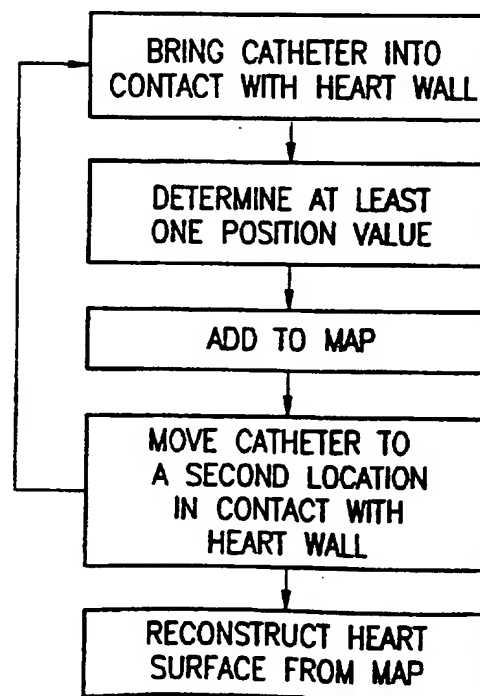 BRING CATHETER INTO
CONTACT WITH HEART WALL
DETERMINE AT LEAST
ONE POSITION VALUE
ADD TO MAP
MOVE CATHETER TO
A SECOND LOCATION
IN CONTACT WITH
HEART WALL
RECONSTRUCT HEART
SURFACE FROM MAP